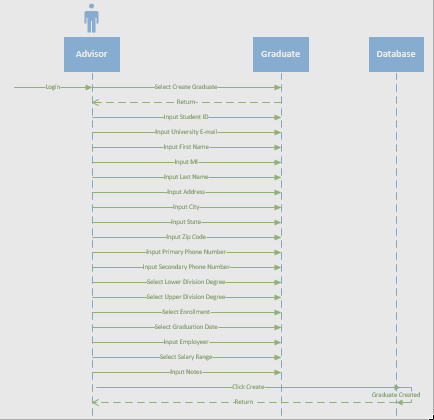 Advisor
Graduate
Database
Login
Select Create Graduate
Return
Input Student ID
Input University E-mail
Input First Name
Input MI
Input Last Name
Input Address
Input City
Input State
Input Zip Code
Input Primary Phone Number
Input Secondary Phone Number
Select Lower Division Degree
Select Upper Division Degree
Select Enrollment
Select Graduation Date
Input Employeer
Select Salary Range
Input Notes
Click Create
Graduate Created
Return